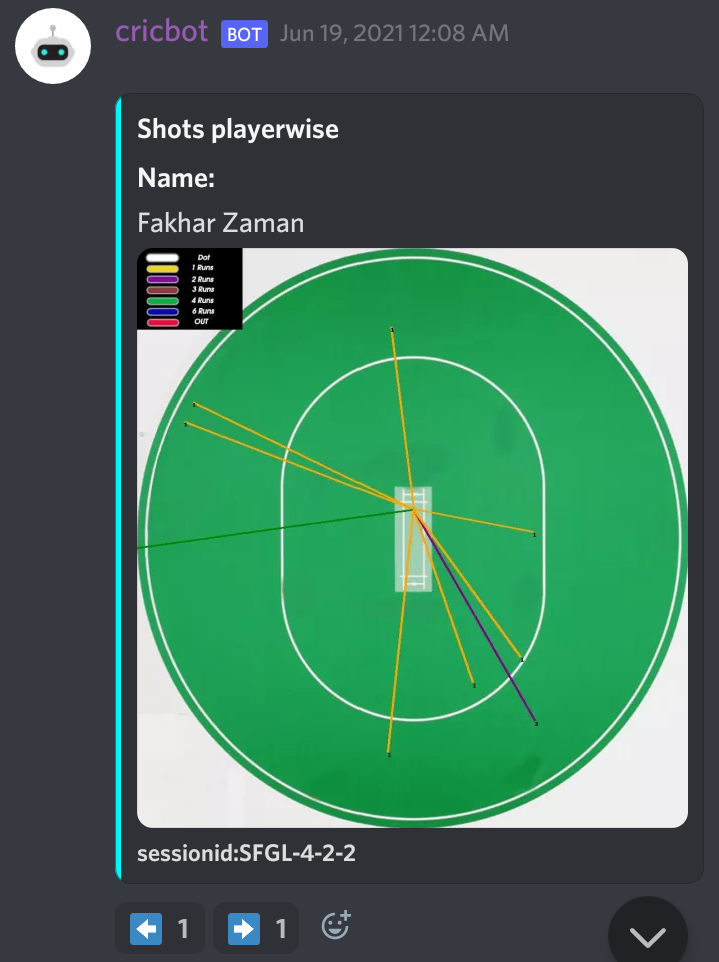 cricbot BOT Jun 19, 2021 12:08 AM
Shots playerwise
Name:
Fakhar Zaman
Dot
1 Runs
2 Runs
3 Runs
4 Runs
6 Runs
OUT
1
1
1
1
1
1
2
1
sessionid:SFGL-4-2-2
1 1